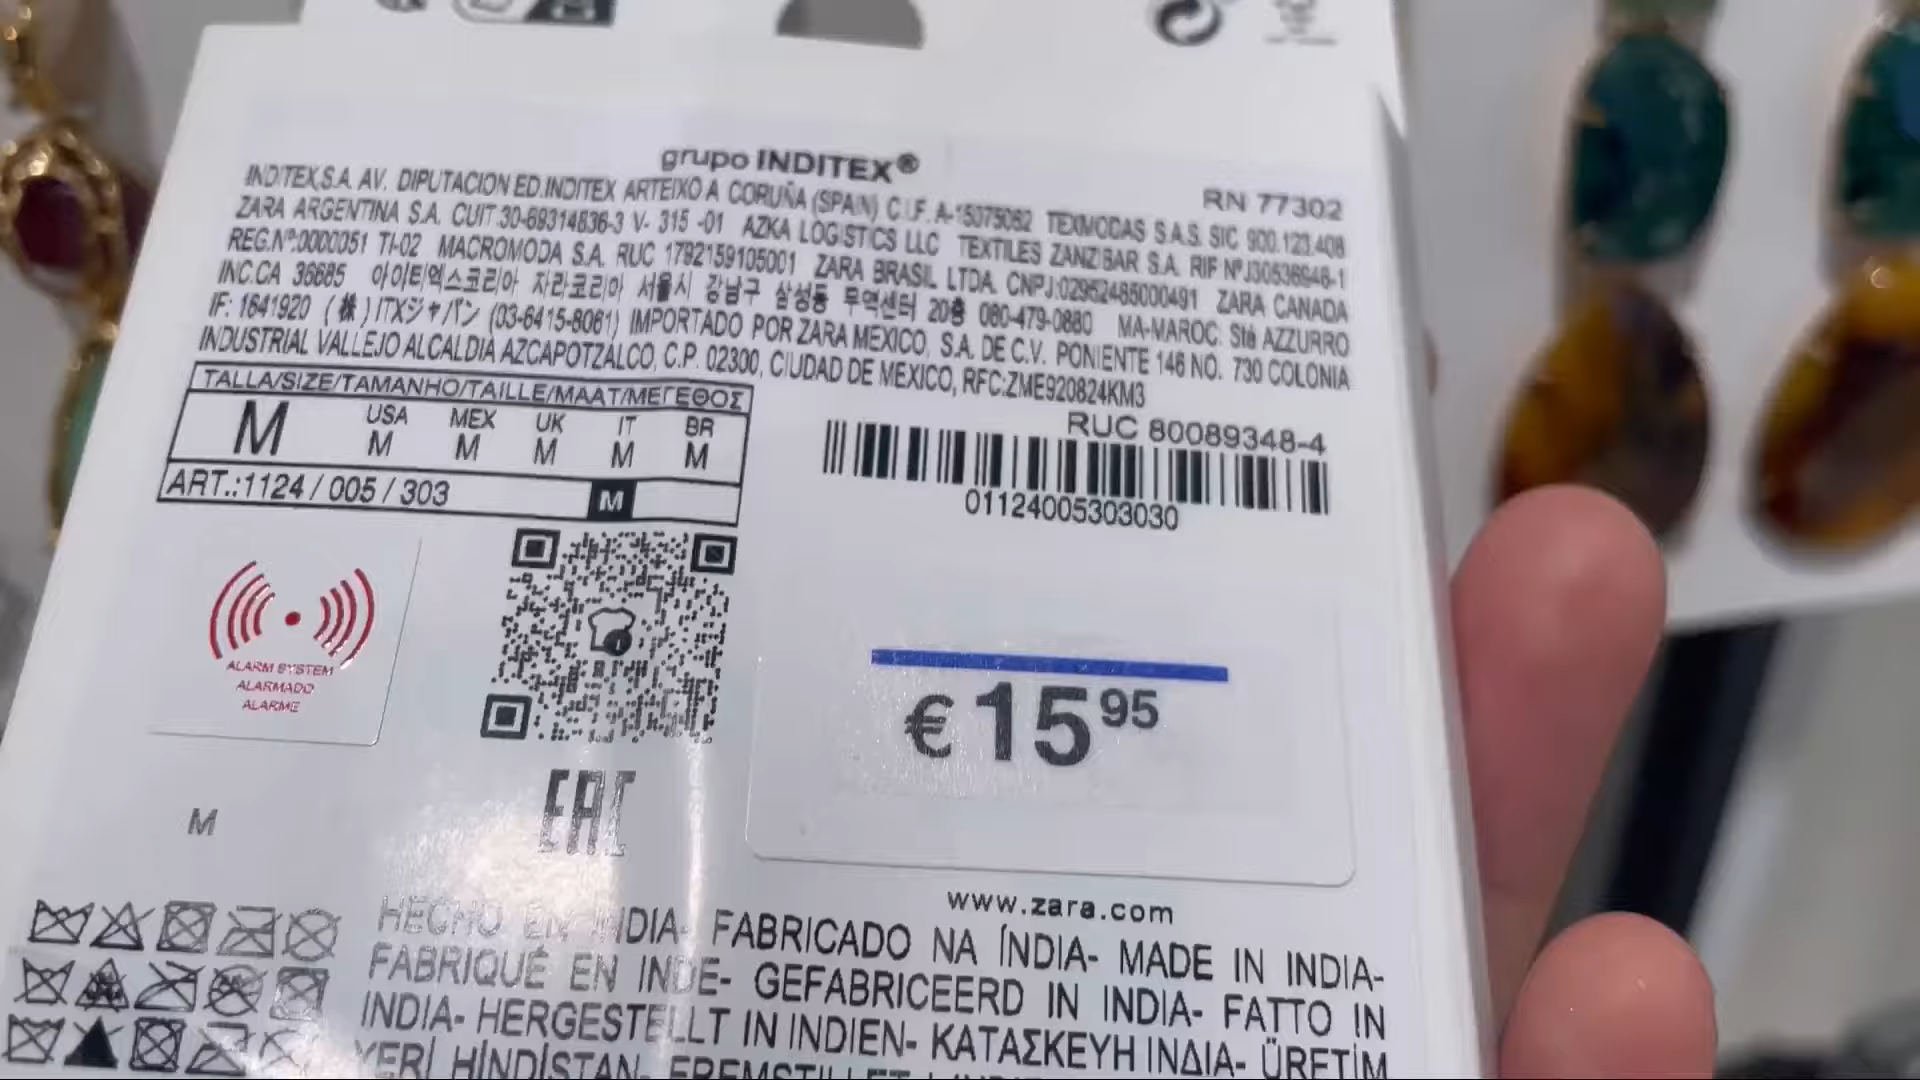 grupo INDITEX®
RN 77302
INDITEX,S.A. AV. DIPUTACION ED.INDITEX ARTEIXO A CORUÑA (SPAIN) C.I.F. A-15075062 TEXMODAS S.A.S. SIC 900.123.408
ZARA ARGENTINA S.A. CUIT 30-69314836-3 V- 315 -01 AZKA LOGISTICS LLC TEXTILES ZANZIBAR S.A. RIF NºJ30536946-1
REG.Nº:0000051 TI-02 MACROMODA S.A. RUC 1792159105001 ZARA BRASIL LTDA. CNPJ:02952485000491 ZARA CANADA
INC.CA 36685 아이티엑스코리아 자라코리아 서울시 강남구 삼성동 무역센터 20층 080-479-0880 MA-MAROC: Sté AZZURRO
IF: 1641920 (株)ITXジャパン (03-6415-8061) IMPORTADO POR ZARA MEXICO, S.A. DE C.V. PONIENTE 146 NO. 730 COLONIA
INDUSTRIAL VALLEJO ALCALDIA AZCAPOTZALCO, C.P. 02300, CIUDAD DE MEXICO, RFC:ZME920824KM3
RUC 80089348-4
TALLA/SIZE/TAMANHO/TAILLE/MAAT/ΜΕΓΕΘΟΣ
M USA MEX UK IT BR
M M M M M
ART.:1124 / 005 / 303 M
01124005303030
ALARM SYSTEM
ALARMADO
ALARME
€ 15 95
EAC
M
www.zara.com
HECHO EN INDIA- FABRICADO NA ÍNDIA- MADE IN INDIA-
FABRIQUÉ EN INDE- GEFABRICEERD IN INDIA- FATTO IN
INDIA- HERGESTELLT IN INDIEN- ΚΑΤΑΣΚΕΥΗ ΙΝΔΙΑ- ÜRETİM
YERİ HİNDİSTAN-